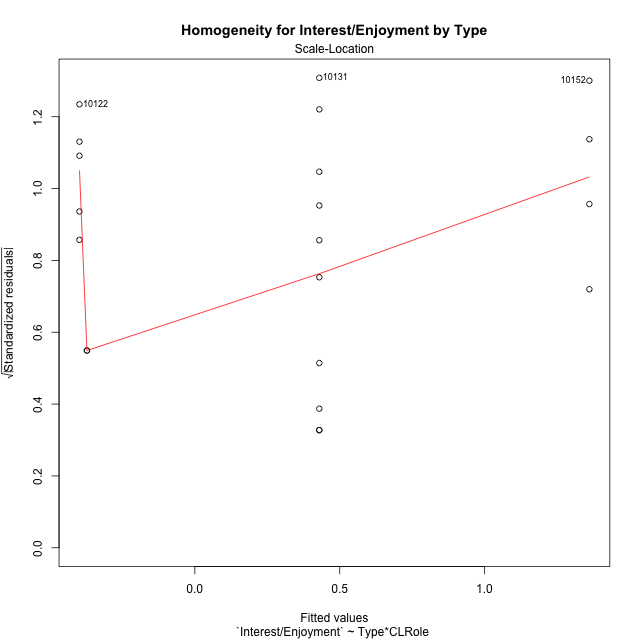 Homogeneity for Interest/Enjoyment by Type
Scale-Location
10131
10152
10122
1.2
1.0
0.8
0.6
0.4
0.2
0.0
√|Standardized residuals|
0.0 0.5 1.0
Fitted values
`Interest/Enjoyment` ~ Type*CLRole